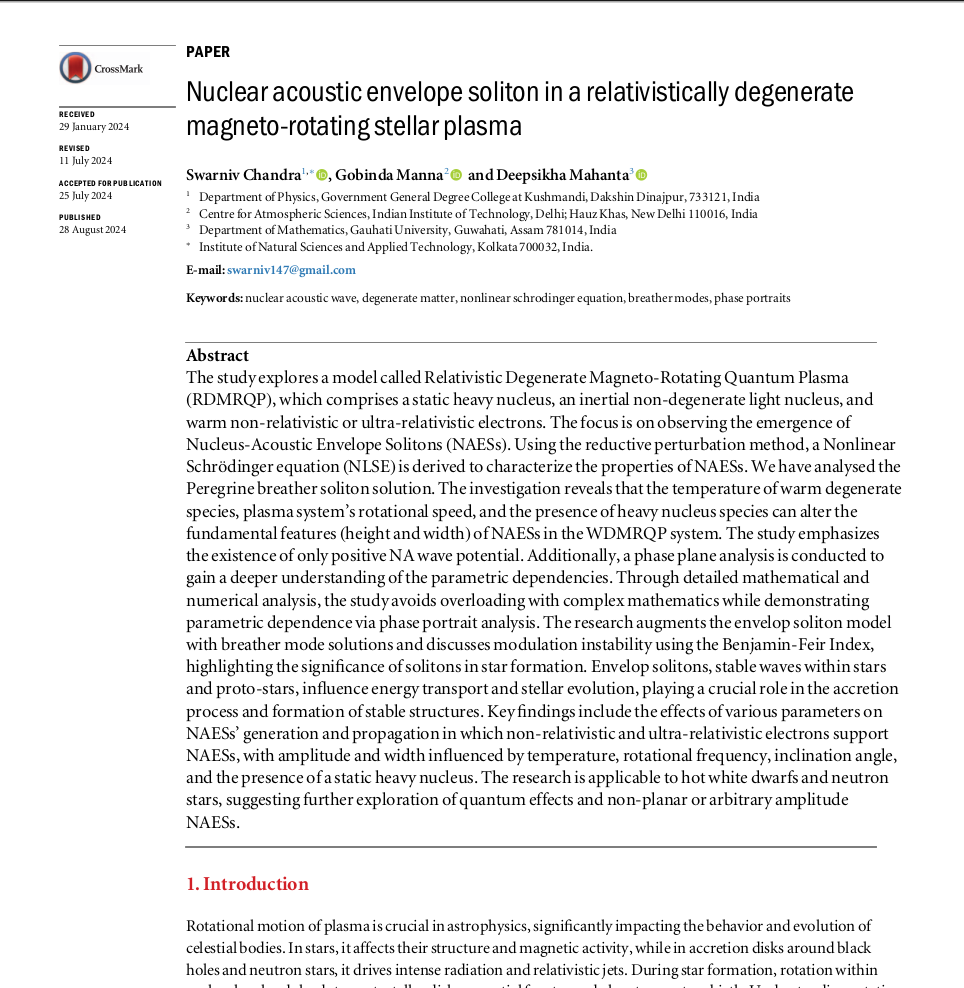 CrossMark
RECEIVED
29 January 2024
REVISED
11 July 2024
ACCEPTED FOR PUBLICATION
25 July 2024
PUBLISHED
28 August 2024
PAPER
Nuclear acoustic envelope soliton in a relativistically degenerate
magneto-rotating stellar plasma
Swarniv Chandra1,* iD, Gobinda Manna2 iD and Deepsikha Mahanta3 iD
1 Department of Physics, Government General Degree College at Kushmandi, Dakshin Dinajpur, 733121, India
2 Centre for Atmospheric Sciences, Indian Institute of Technology, Delhi; Hauz Khas, New Delhi 110016, India
3 Department of Mathematics, Gauhati University, Guwahati, Assam 781014, India
* Institute of Natural Sciences and Applied Technology, Kolkata 700032, India.
E-mail: swarniv147@gmail.com
Keywords: nuclear acoustic wave, degenerate matter, nonlinear schrodinger equation, breather modes, phase portraits
Abstract
The study explores a model called Relativistic Degenerate Magneto-Rotating Quantum Plasma
(RDMRQP), which comprises a static heavy nucleus, an inertial non-degenerate light nucleus, and
warm non-relativistic or ultra-relativistic electrons. The focus is on observing the emergence of
Nucleus-Acoustic Envelope Solitons (NAESs). Using the reductive perturbation method, a Nonlinear
Schrödinger equation (NLSE) is derived to characterize the properties of NAESs. We have analysed the
Peregrine breather soliton solution. The investigation reveals that the temperature of warm degenerate
species, plasma system's rotational speed, and the presence of heavy nucleus species can alter the
fundamental features (height and width) of NAESs in the WDMRQP system. The study emphasizes
the existence of only positive NA wave potential. Additionally, a phase plane analysis is conducted to
gain a deeper understanding of the parametric dependencies. Through detailed mathematical and
numerical analysis, the study avoids overloading with complex mathematics while demonstrating
parametric dependence via phase portrait analysis. The research augments the envelop soliton model
with breather mode solutions and discusses modulation instability using the Benjamin-Feir Index,
highlighting the significance of solitons in star formation. Envelop solitons, stable waves within stars
and proto-stars, influence energy transport and stellar evolution, playing a crucial role in the accretion
process and formation of stable structures. Key findings include the effects of various parameters on
NAESs' generation and propagation in which non-relativistic and ultra-relativistic electrons support
NAESs, with amplitude and width influenced by temperature, rotational frequency, inclination angle,
and the presence of a static heavy nucleus. The research is applicable to hot white dwarfs and neutron
stars, suggesting further exploration of quantum effects and non-planar or arbitrary amplitude
NAESs.
1. Introduction
Rotational motion of plasma is crucial in astrophysics, significantly impacting the behavior and evolution of
celestial bodies. In stars, it affects their structure and magnetic activity, while in accretion disks around black
holes and neutron stars, it drives intense radiation and relativistic jets. During star formation, rotation within